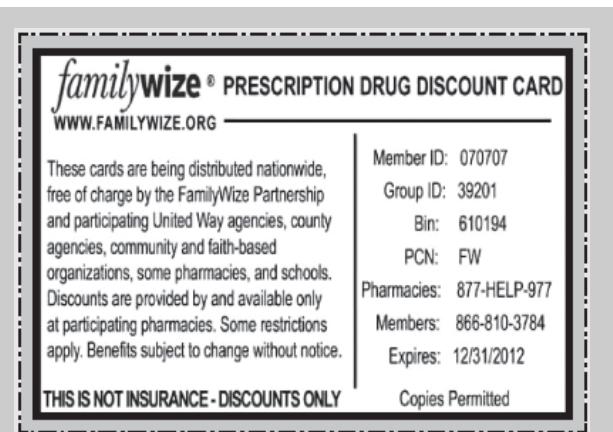 familywize ® PRESCRIPTION DRUG DISCOUNT CARD
WWW.FAMILYWIZE.ORG
These cards are being distributed nationwide,
free of charge by the FamilyWize Partnership
and participating United Way agencies, county
agencies, community and faith-based
organizations, some pharmacies, and schools.
Discounts are provided by and available only
at participating pharmacies. Some restrictions
apply. Benefits subject to change without notice.
THIS IS NOT INSURANCE - DISCOUNTS ONLY
Member ID: 070707
Group ID: 39201
Bin: 610194
PCN: FW
Pharmacies: 877-HELP-977
Members: 866-810-3784
Expires: 12/31/2012
Copies Permitted